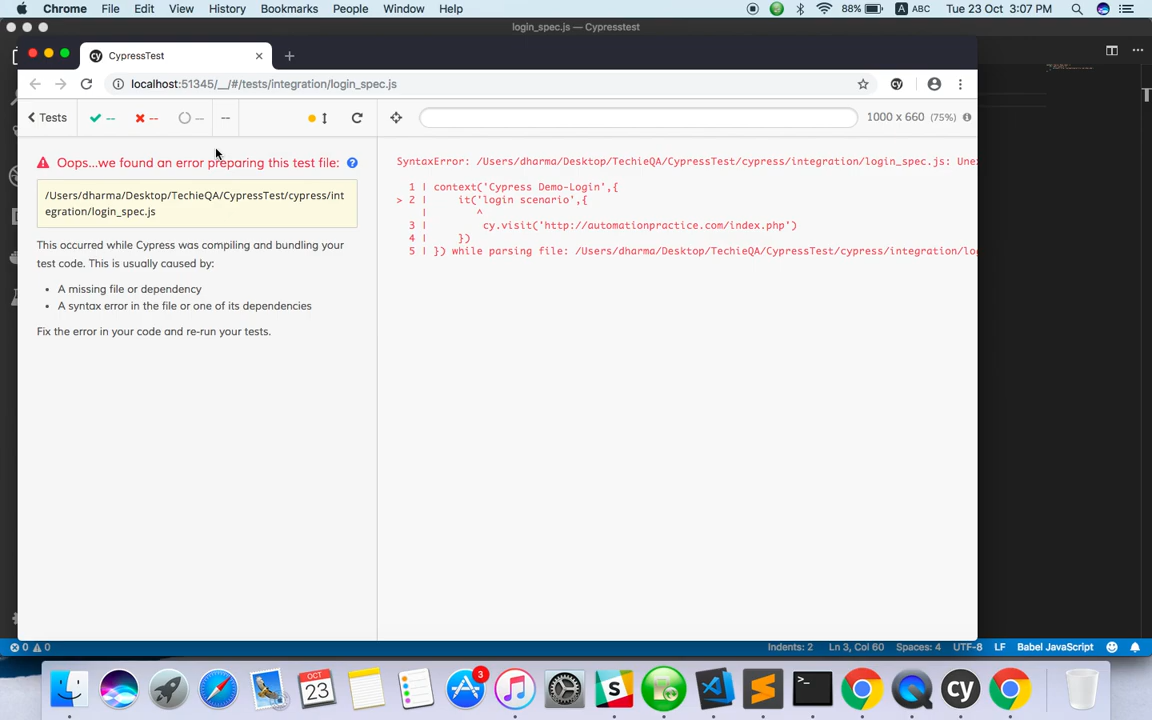 Chrome File Edit View History Bookmarks People Window Help 88% A ABC Tue 23 Oct 3:07 PM
login_spec.js — Cypresstest
cy CypressTest
localhost:51345/__/#/tests/integration/login_spec.js cy
Tests -- -- -- -- 1000 x 660 (75%)
Oops...we found an error preparing this test file:
/Users/dharma/Desktop/TechieQA/CypressTest/cypress/int
egration/login_spec.js
This occurred while Cypress was compiling and bundling your
test code. This is usually caused by:
• A missing file or dependency
• A syntax error in the file or one of its dependencies
Fix the error in your code and re-run your tests.
SyntaxError: /Users/dharma/Desktop/TechieQA/CypressTest/cypress/integration/login_spec.js: Une
1 | context('Cypress Demo-Login',{
> 2 | it('login scenario',{
| ^
3 | cy.visit('http://automationpractice.com/index.php')
4 | })
5 | }) while parsing file: /Users/dharma/Desktop/TechieQA/CypressTest/cypress/integration/lo
0 0 Indents: 2 Ln 3, Col 60 Spaces: 4 UTF-8 LF Babel JavaScript
OCT
23
3
cy